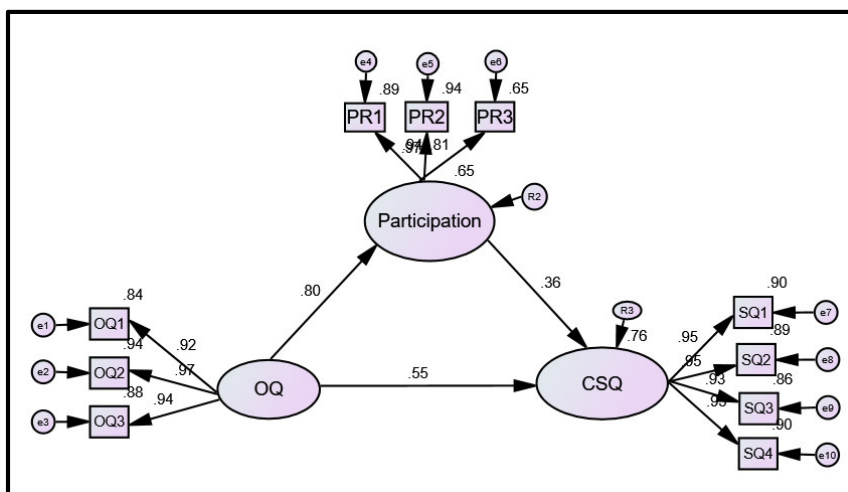 e4 e5 e6
.89 .94 .65
PR1 PR2 PR3
.97 .81
.65
Participation
R2
.80
.36
.55
e1 OQ1 .84
.92
e2 OQ2 .94
.97
e3 OQ3 .88
.94
OQ
R3
.76
CSQ
.95
SQ1 .90 e7
.95
SQ2 .89 e8
.93
SQ3 .86 e9
SQ4 .90 e10